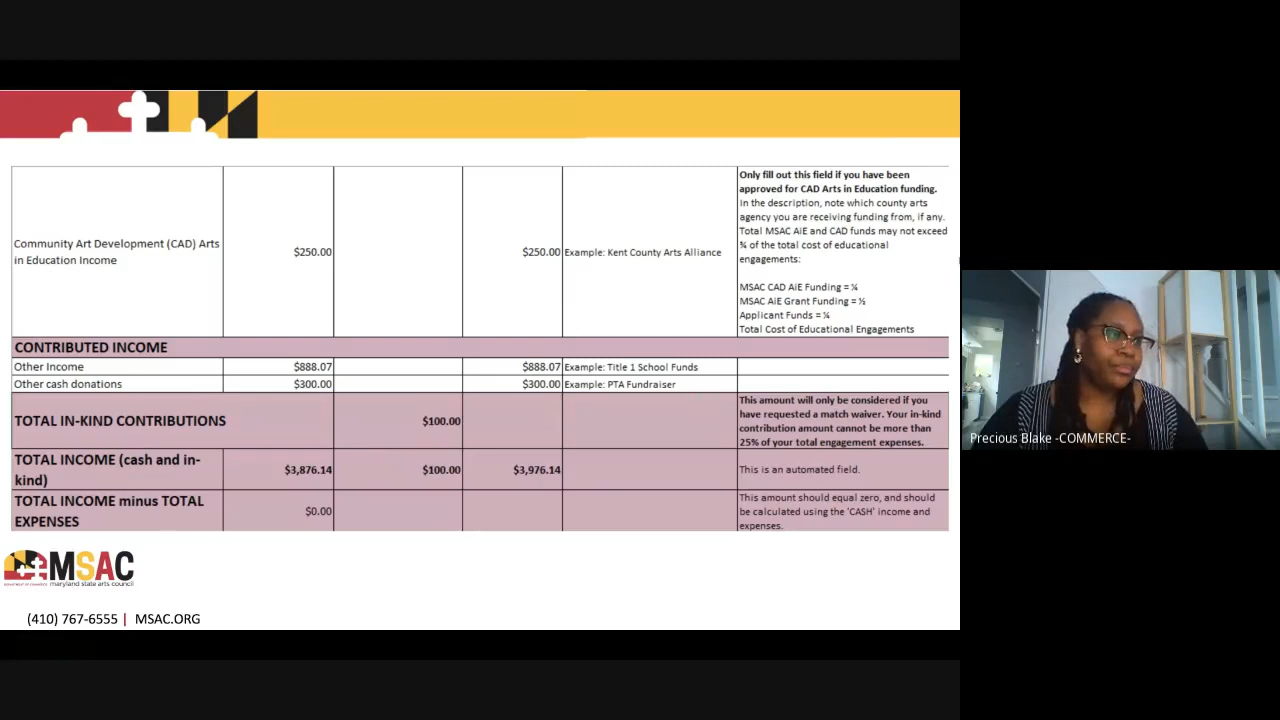 Only fill out this field if you have been
approved for CAD Arts in Education funding.
In the description, note which county arts
agency you are receiving funding from, if any.
Total MSAC AiE and CAD funds may not exceed
¾ of the total cost of educational
engagements:
MSAC CAD AiE Funding = ¼
MSAC AiE Grant Funding = ½
Applicant Funds = ¼
Total Cost of Educational Engagements
Community Art Development (CAD) Arts
in Education Income
$250.00
$250.00
Example: Kent County Arts Alliance
CONTRIBUTED INCOME
Other Income
$888.07
$888.07
Example: Title 1 School Funds
Other cash donations
$300.00
$300.00
Example: PTA Fundraiser
TOTAL IN-KIND CONTRIBUTIONS
$100.00
This amount will only be considered if you
have requested a match waiver. Your in-kind
contribution amount cannot be more than
25% of your total engagement expenses.
TOTAL INCOME (cash and in-
kind)
$3,876.14
$100.00
$3,976.14
This is an automated field.
TOTAL INCOME minus TOTAL
EXPENSES
$0.00
This amount should equal zero, and should
be calculated using the 'CASH' income and
expenses.
MSAC
maryland state arts council
(410) 767-6555 | MSAC.ORG
Precious Blake -COMMERCE-